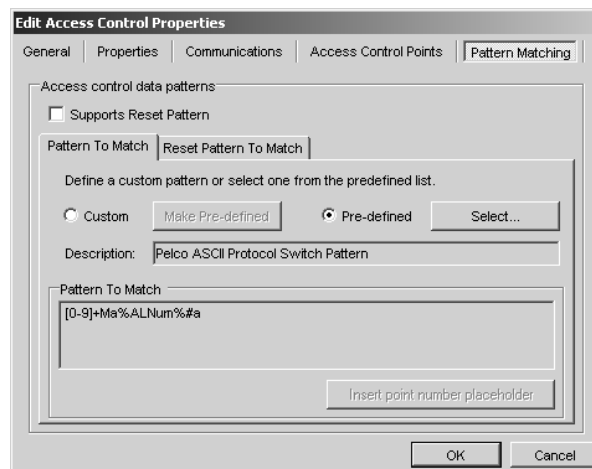 Edit Access Control Properties
General Properties Communications Access Control Points Pattern Matching
Access control data patterns
Supports Reset Pattern
Pattern To Match Reset Pattern To Match
Define a custom pattern or select one from the predefined list.
Custom Make Pre-defined Pre-defined Select...
Description: Pelco ASCII Protocol Switch Pattern
Pattern To Match
[0-9]+Ma%ALNum%#a
Insert point number placeholder
OK Cancel